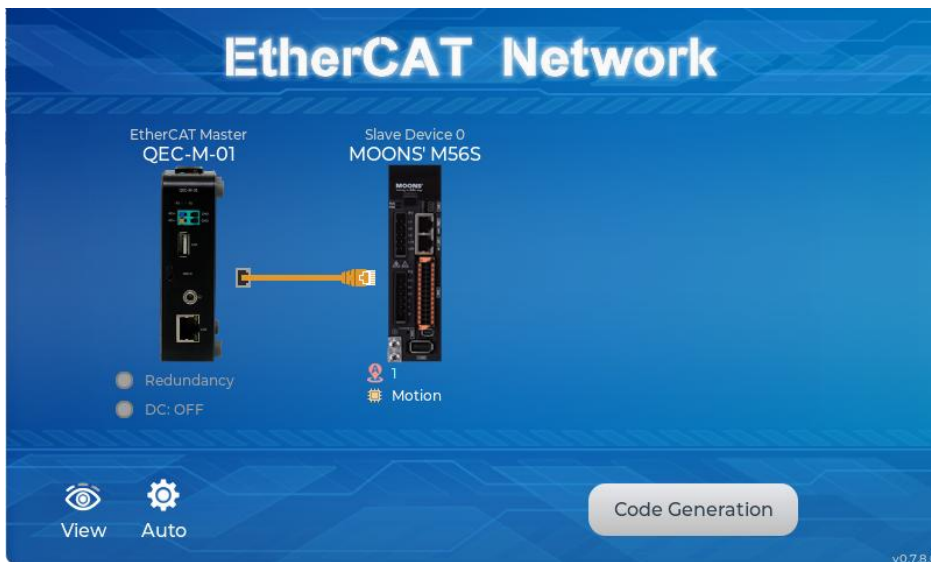 EtherCAT Network
EtherCAT Master
QEC-M-01
Slave Device 0
MOONS' M56S
MOONS'
Redundancy
DC: OFF
1
Motion
View
Auto
Code Generation
v0.7.8